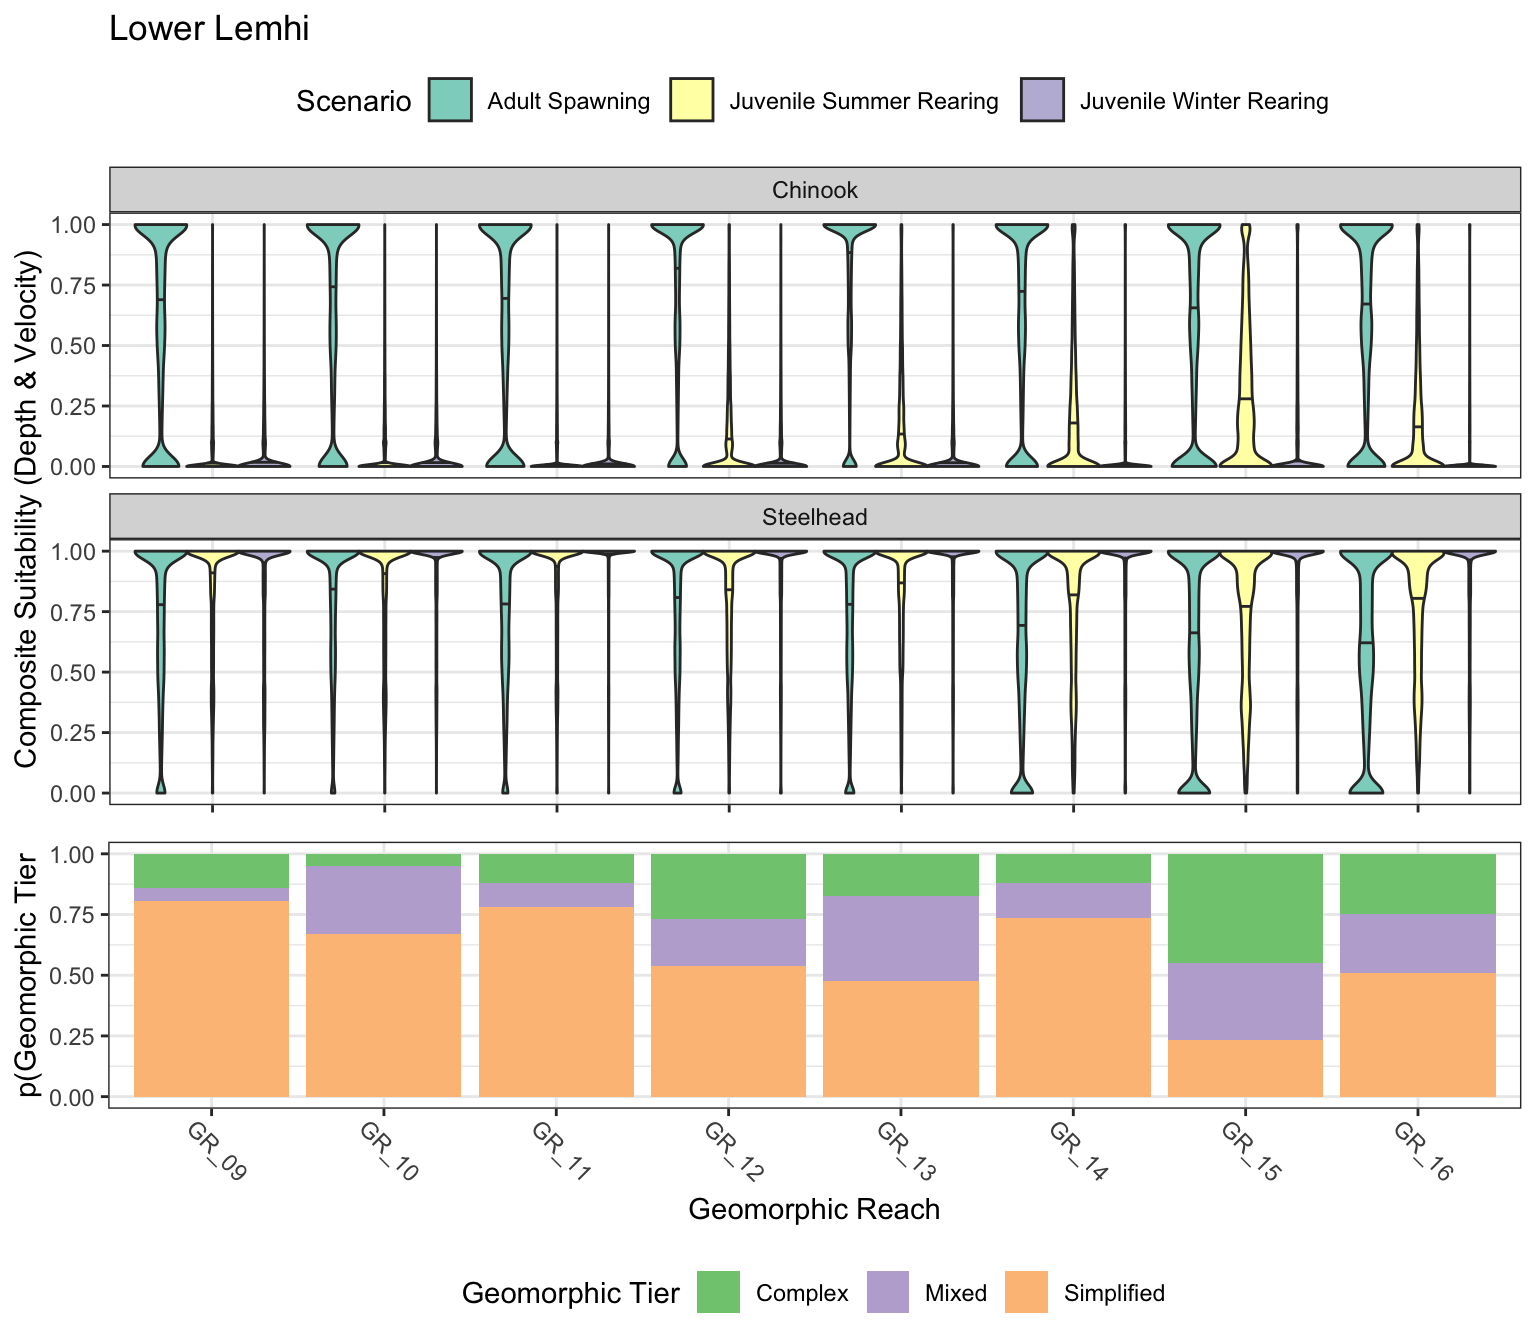 Lower Lemhi
Scenario Adult Spawning Juvenile Summer Rearing Juvenile Winter Rearing
Chinook
1.00
0.75
0.50
0.25
0.00
Composite Suitability (Depth & Velocity)
Steelhead
1.00
0.75
0.50
0.25
0.00
p(Geomorphic Tier
1.00
0.75
0.50
0.25
0.00
GR_09 GR_10 GR_11 GR_12 GR_13 GR_14 GR_15 GR_16
Geomorphic Reach
Geomorphic Tier Complex Mixed Simplified